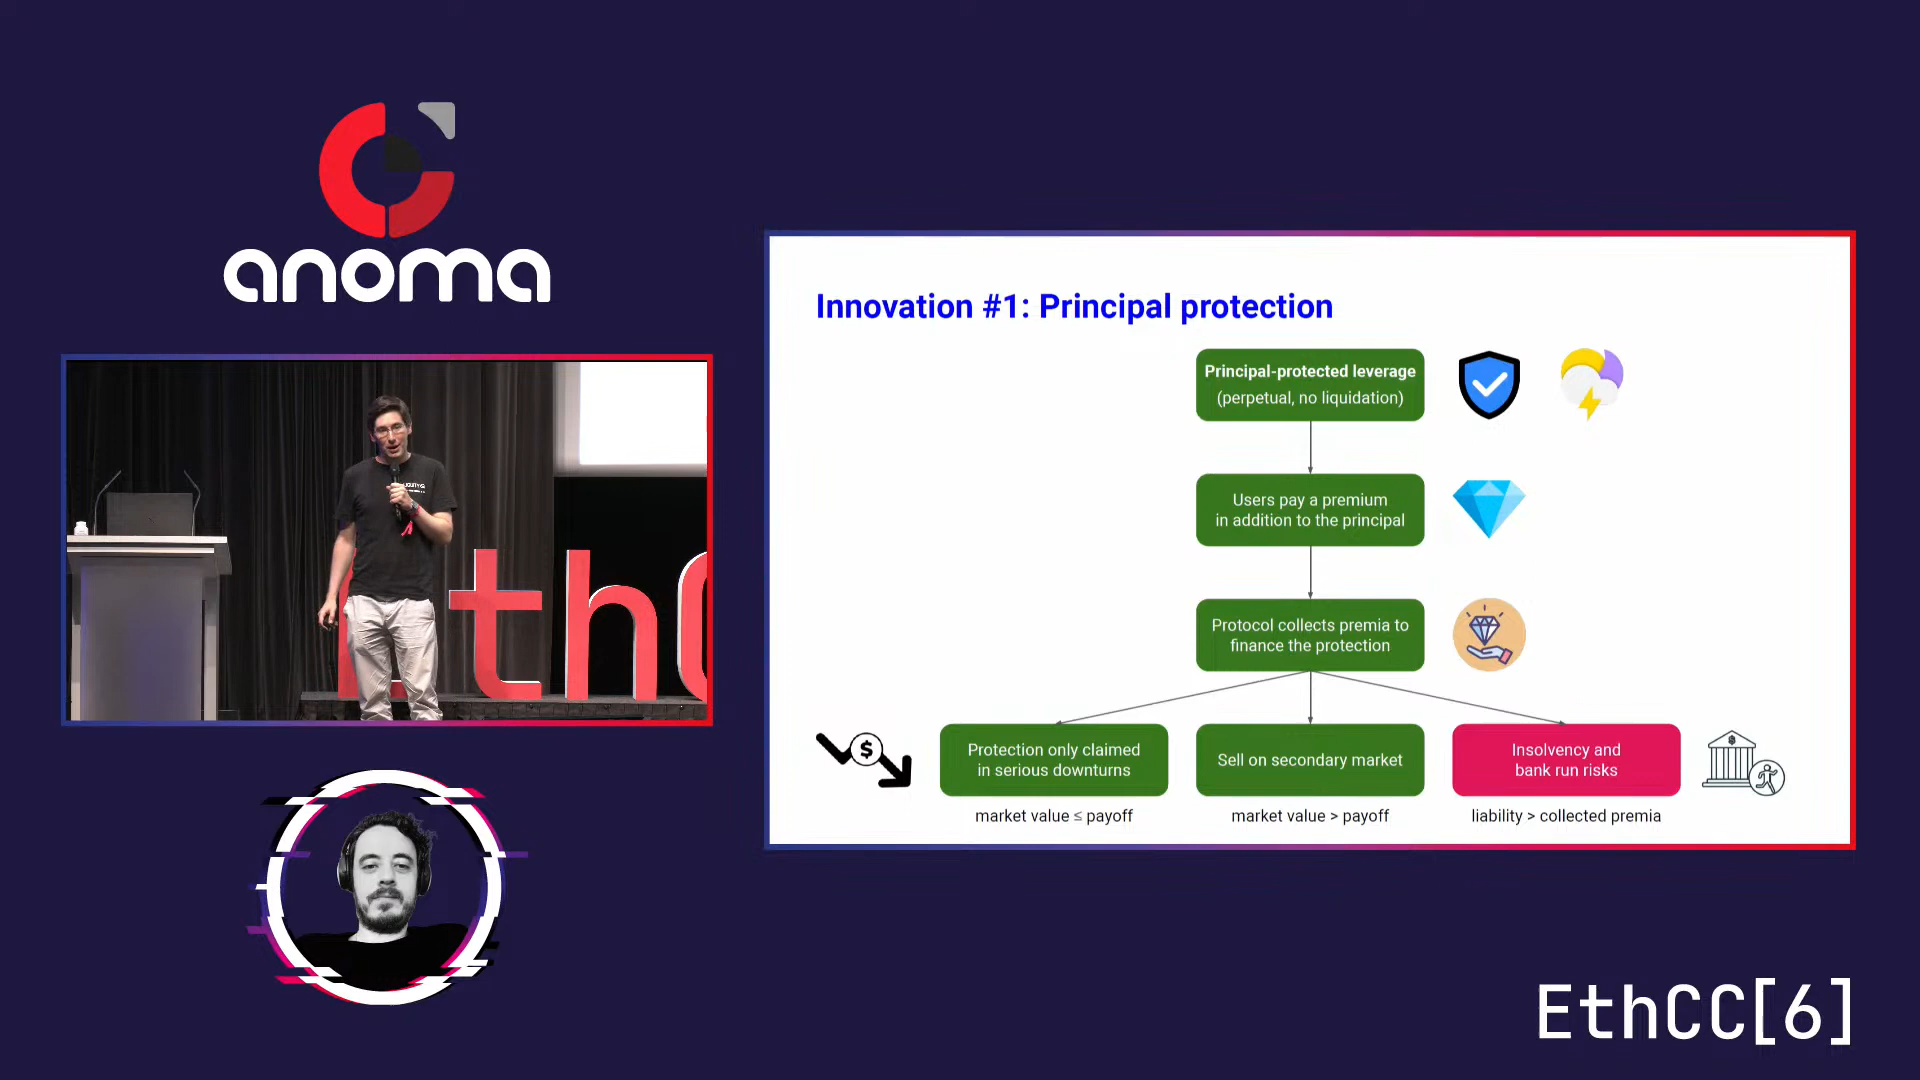 anoma
Innovation #1: Principal protection
Principal-protected leverage
(perpetual, no liquidation)
Users pay a premium
in addition to the principal
Protocol collects premia to
finance the protection
$
Protection only claimed
in serious downturns
Sell on secondary market
Insolvency and
bank run risks
market value ≤ payoff
market value > payoff
liability > collected premia
EthCC[6]